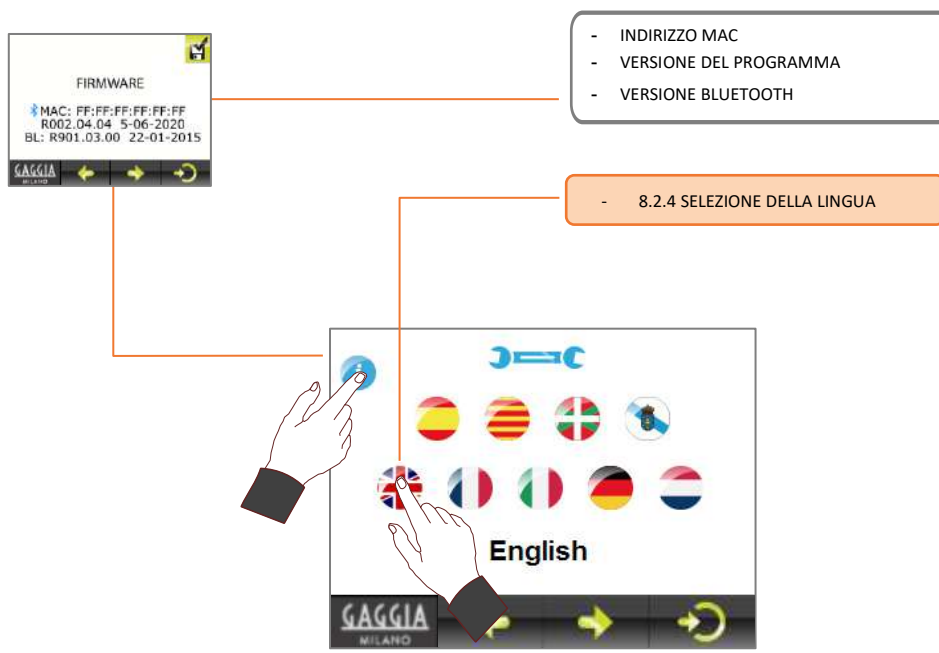 FIRMWARE
MAC: FF:FF:FF:FF:FF:FF
R002.04.04 5-06-2020
BL: R901.03.00 22-01-2015
GAGGIA
MILANO
- INDIRIZZO MAC
- VERSIONE DEL PROGRAMMA
- VERSIONE BLUETOOTH
- 8.2.4 SELEZIONE DELLA LINGUA
i
English
GAGGIA
MILANO